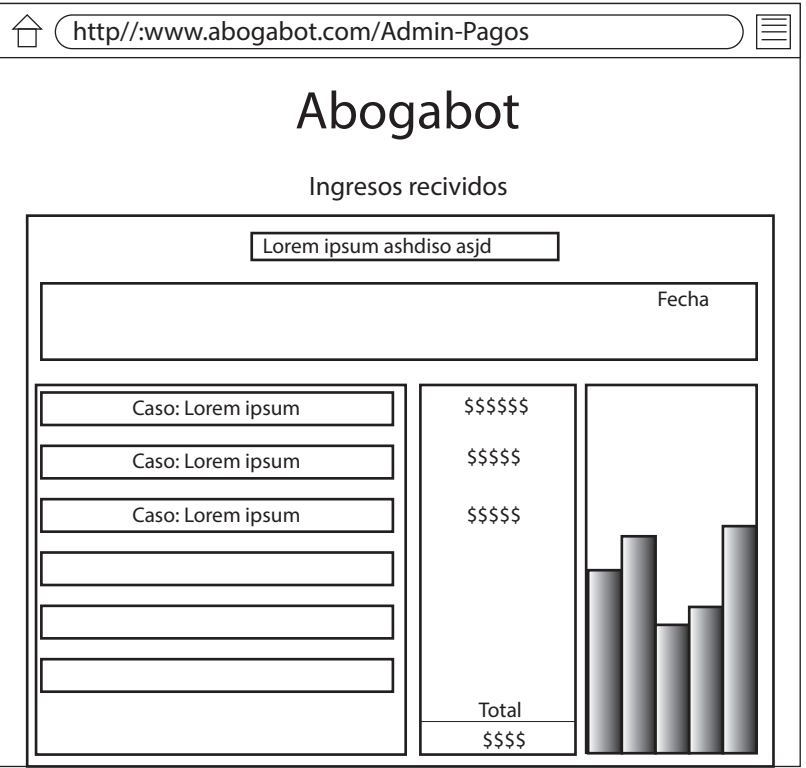 http//:www.abogabot.com/Admin-Pagos
Abogabot
Ingresos recividos
Lorem ipsum ashdiso asjd
Fecha
Caso: Lorem ipsum
$$$$$$
Caso: Lorem ipsum
$$$$$
Caso: Lorem ipsum
$$$$$
Total
$$$$